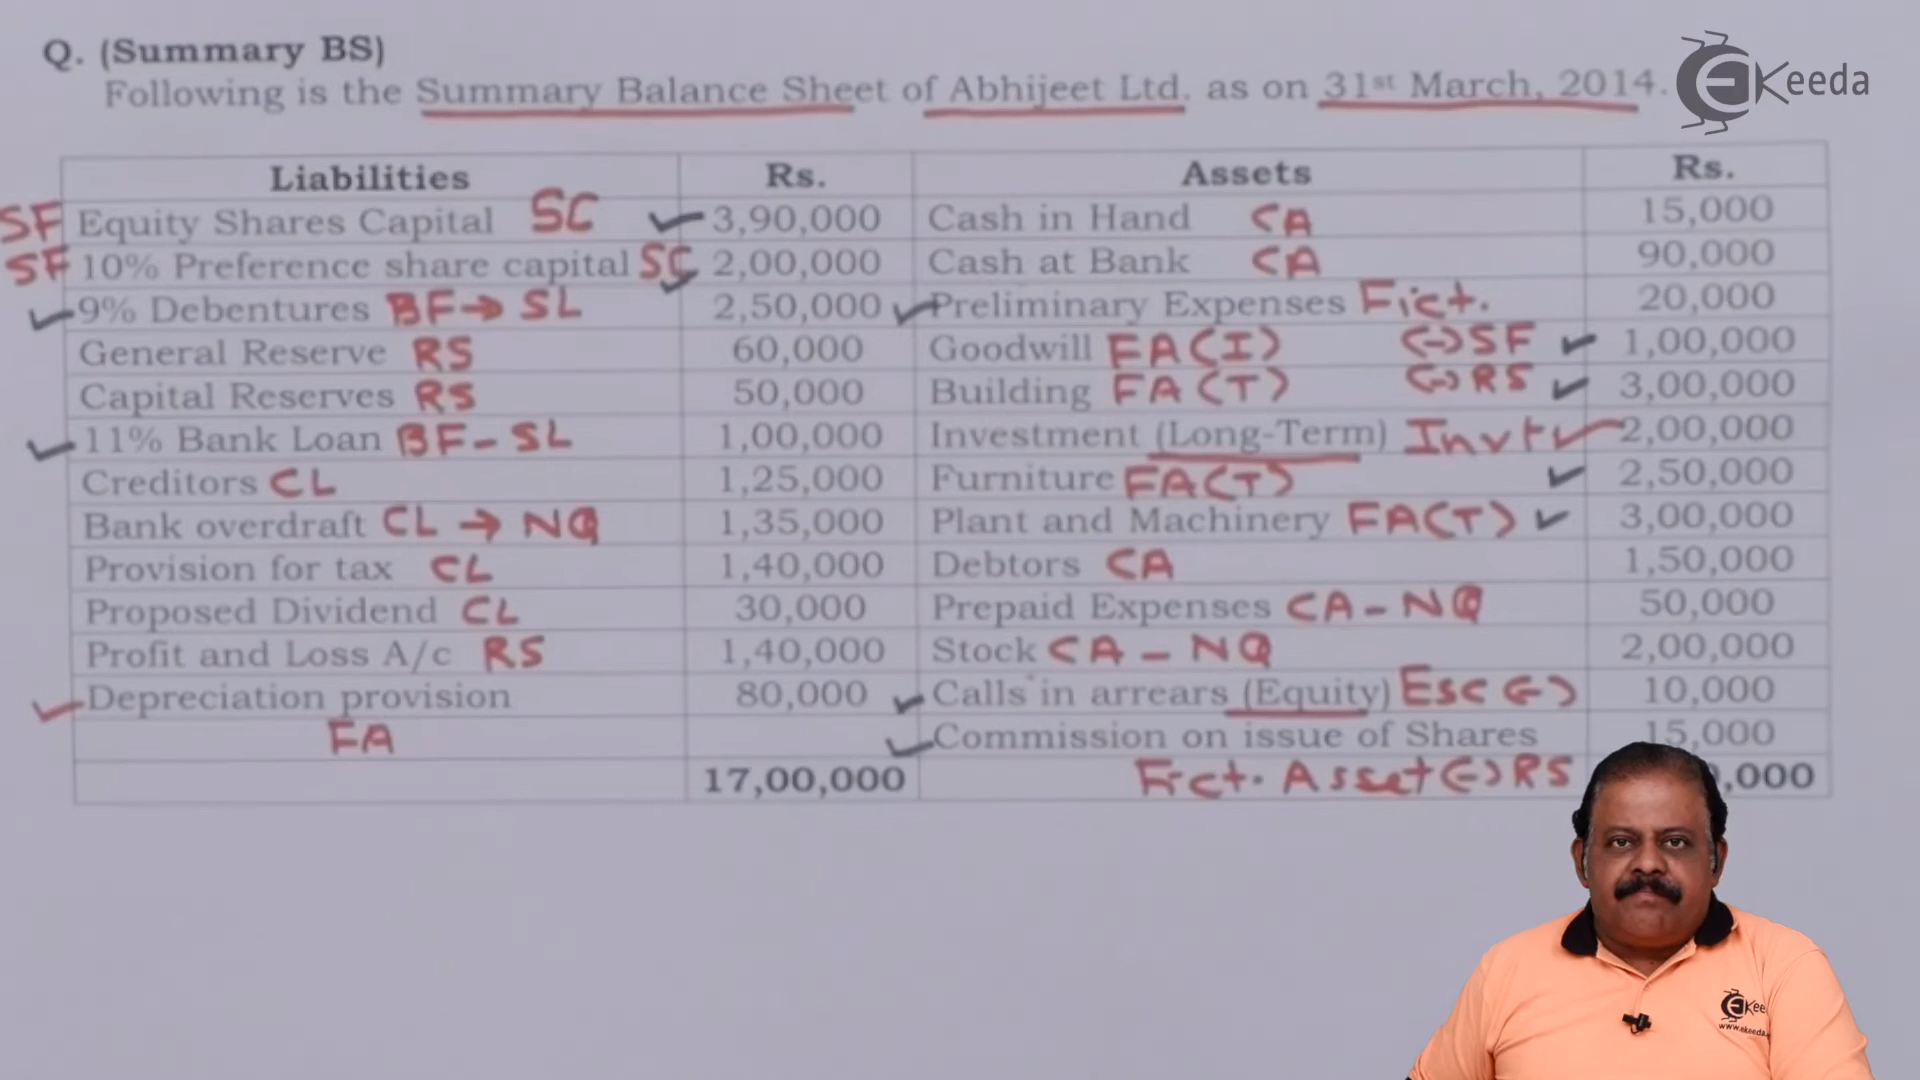 Q. (Summary BS)
Following is the Summary Balance Sheet of Abhijeet Ltd. as on 31st March, 2014.
eKeeda
Liabilities Rs. Assets Rs.
SF Equity Shares Capital SC 3,90,000 Cash in Hand CA 15,000
SF 10% Preference share capital SC 2,00,000 Cash at Bank CA 90,000
9% Debentures BF → SL 2,50,000 Preliminary Expenses Fict. 20,000
General Reserve RS 60,000 Goodwill FA(I) (-) SF 1,00,000
Capital Reserves RS 50,000 Building FA(T) (-) RS 3,00,000
11% Bank Loan BF - SL 1,00,000 Investment (Long-Term) Invt 2,00,000
Creditors CL 1,25,000 Furniture FA(T) 2,50,000
Bank overdraft CL → NQ 1,35,000 Plant and Machinery FA(T) 3,00,000
Provision for tax CL 1,40,000 Debtors CA 1,50,000
Proposed Dividend CL 30,000 Prepaid Expenses CA - NQ 50,000
Profit and Loss A/c RS 1,40,000 Stock CA - NQ 2,00,000
Depreciation provision 80,000 Calls in arrears (Equity) ESC (-) 10,000
FA Commission on issue of Shares 15,000
17,00,000 Fict. Asset (-) RS ,000
eKee
www.ekeeda.